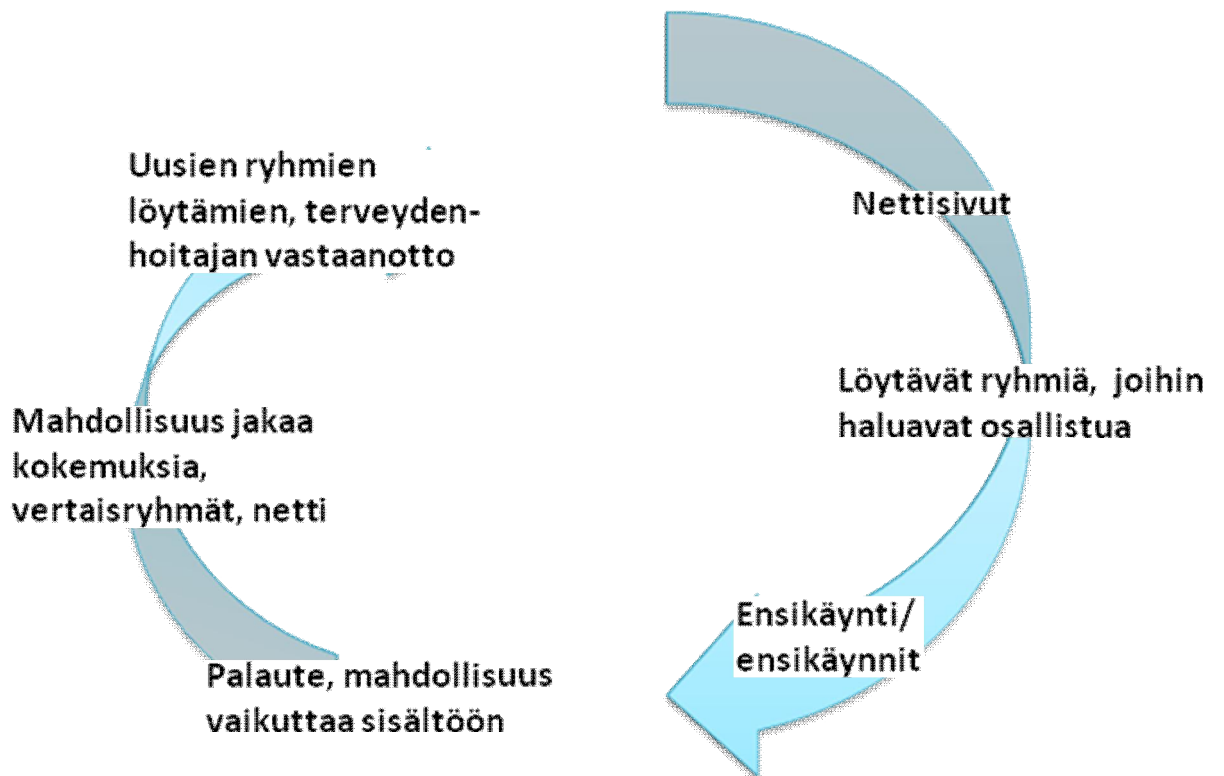 Nettisivut
Löytävät ryhmiä, joihin
haluavat osallistua
Ensikäynti/
ensikäynnit
Palaute, mahdollisuus
vaikuttaa sisältöön
Mahdollisuus jakaa
kokemuksia,
vertaisryhmät, netti
Uusien ryhmien
löytämien, terveyden-
hoitajan vastaanotto